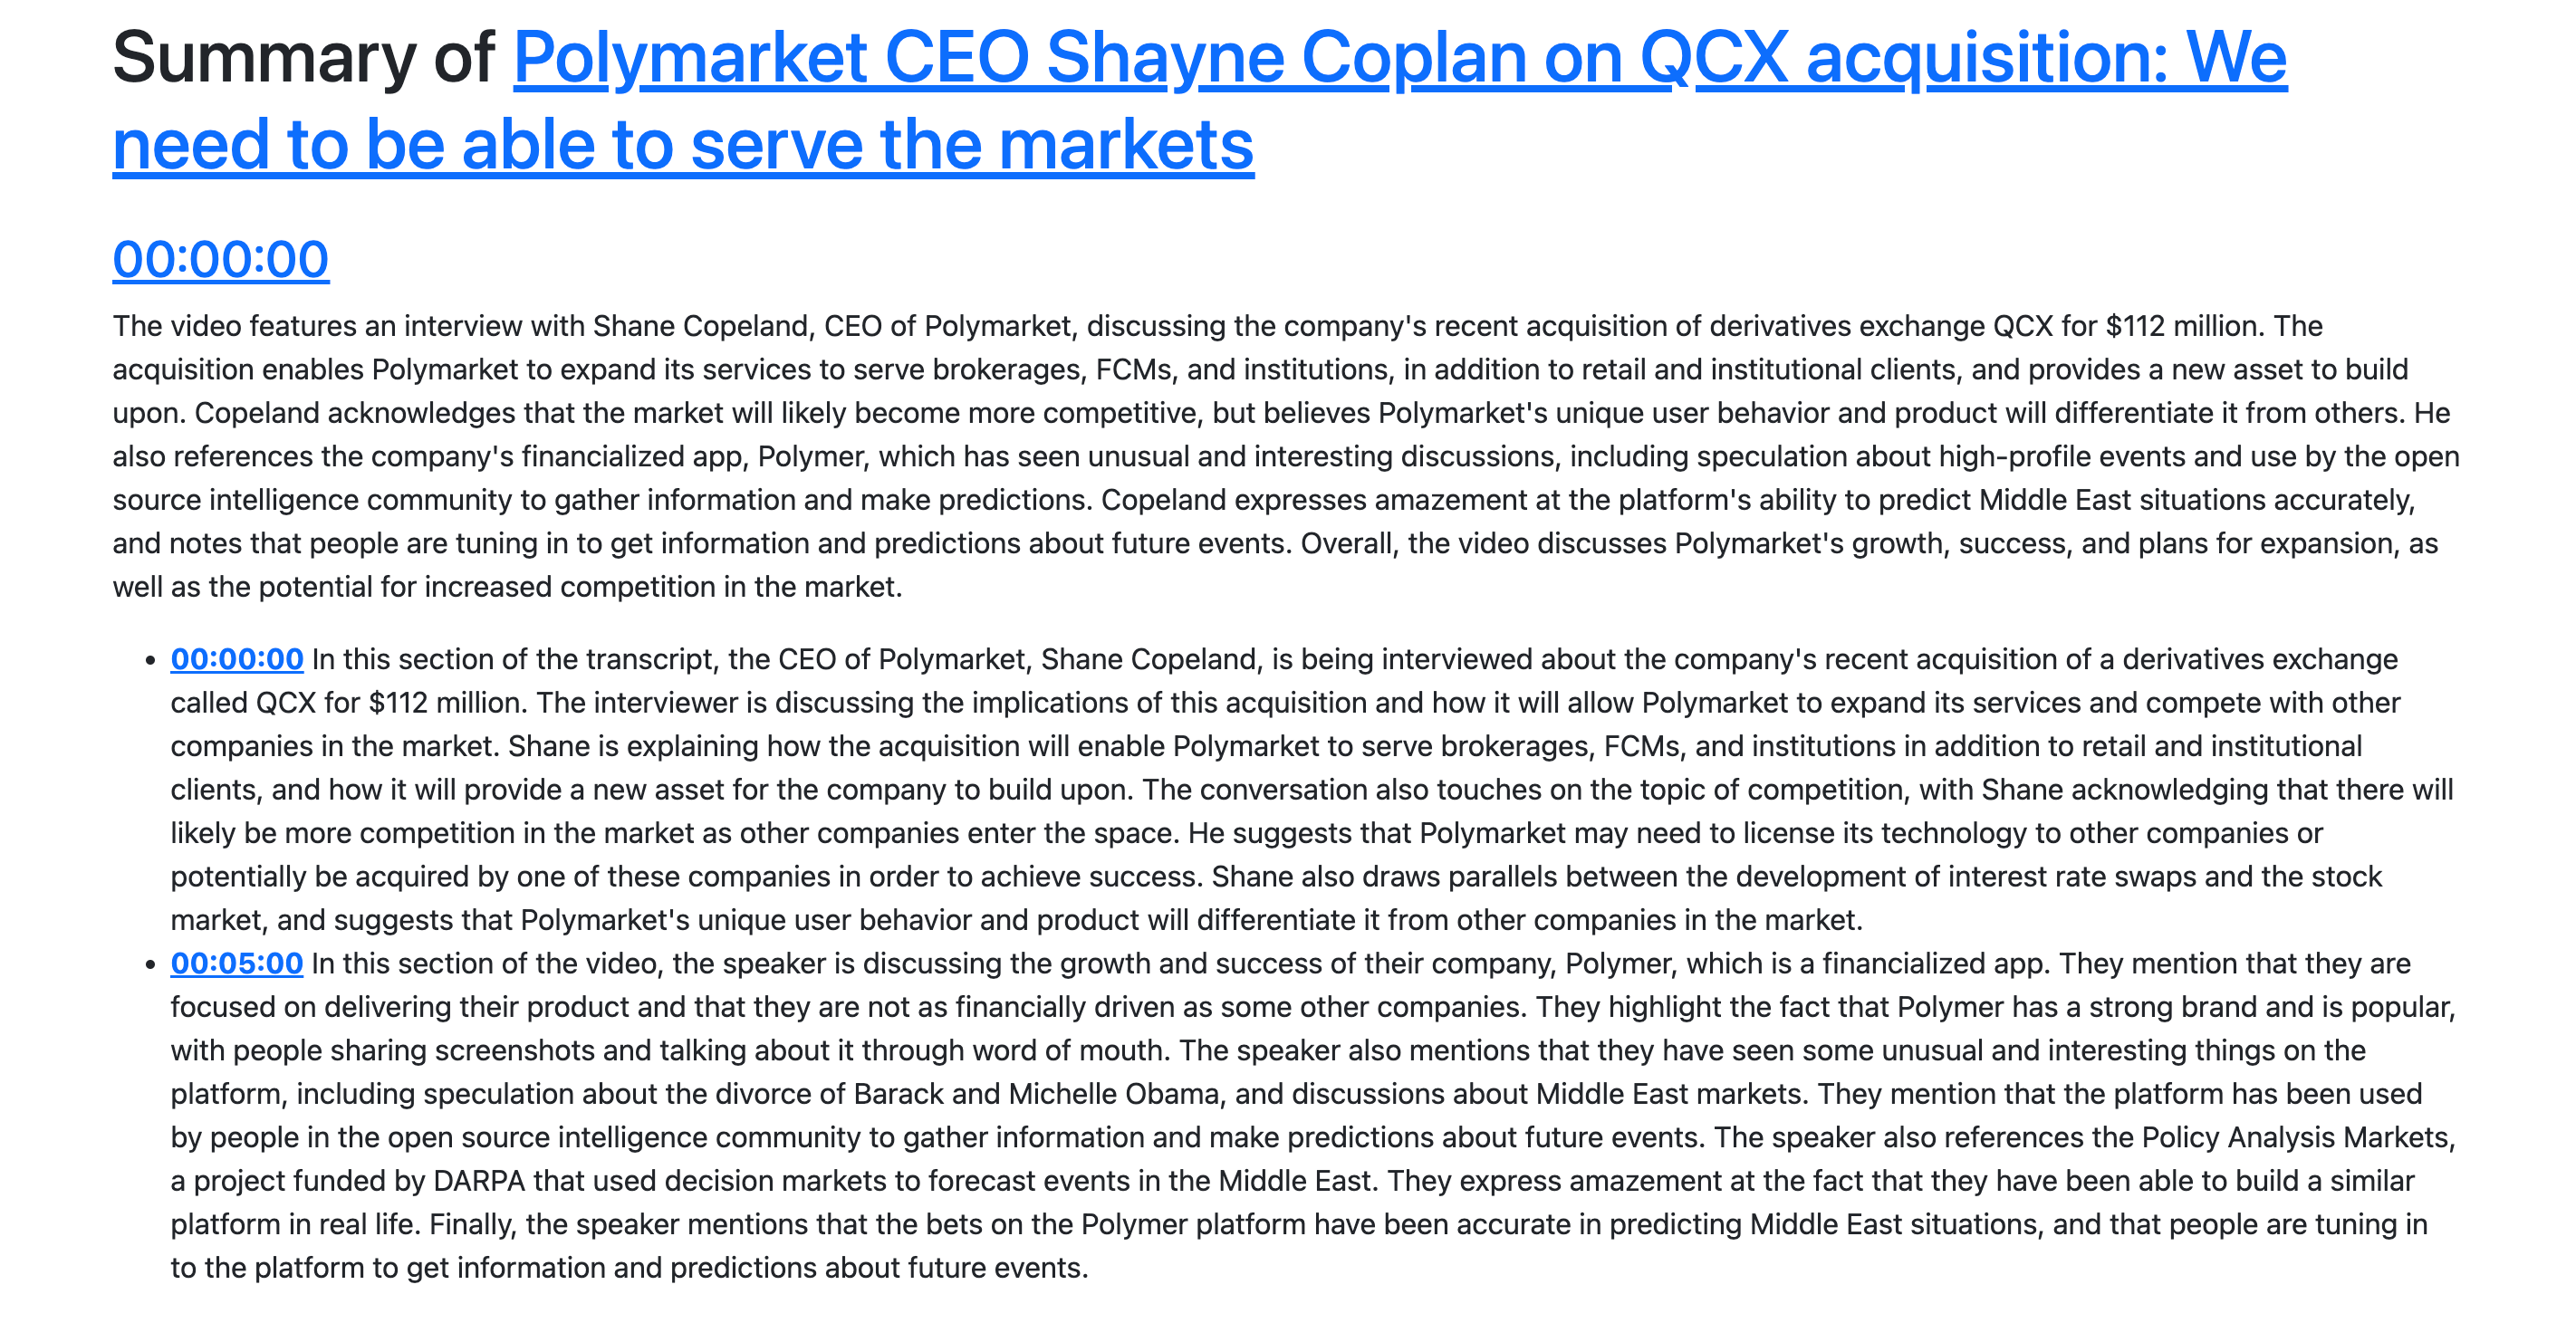 Summary of Polymarket CEO Shayne Coplan on QCX acquisition: We
need to be able to serve the markets
00:00:00
The video features an interview with Shane Copeland, CEO of Polymarket, discussing the company's recent acquisition of derivatives exchange QCX for $112 million. The
acquisition enables Polymarket to expand its services to serve brokerages, FCMs, and institutions, in addition to retail and institutional clients, and provides a new asset to build
upon. Copeland acknowledges that the market will likely become more competitive, but believes Polymarket's unique user behavior and product will differentiate it from others. He
also references the company's financialized app, Polymer, which has seen unusual and interesting discussions, including speculation about high-profile events and use by the open
source intelligence community to gather information and make predictions. Copeland expresses amazement at the platform's ability to predict Middle East situations accurately,
and notes that people are tuning in to get information and predictions about future events. Overall, the video discusses Polymarket's growth, success, and plans for expansion, as
well as the potential for increased competition in the market.
• 00:00:00 In this section of the transcript, the CEO of Polymarket, Shane Copeland, is being interviewed about the company's recent acquisition of a derivatives exchange
called QCX for $112 million. The interviewer is discussing the implications of this acquisition and how it will allow Polymarket to expand its services and compete with other
companies in the market. Shane is explaining how the acquisition will enable Polymarket to serve brokerages, FCMs, and institutions in addition to retail and institutional
clients, and how it will provide a new asset for the company to build upon. The conversation also touches on the topic of competition, with Shane acknowledging that there will
likely be more competition in the market as other companies enter the space. He suggests that Polymarket may need to license its technology to other companies or
potentially be acquired by one of these companies in order to achieve success. Shane also draws parallels between the development of interest rate swaps and the stock
market, and suggests that Polymarket's unique user behavior and product will differentiate it from other companies in the market.
• 00:05:00 In this section of the video, the speaker is discussing the growth and success of their company, Polymer, which is a financialized app. They mention that they are
focused on delivering their product and that they are not as financially driven as some other companies. They highlight the fact that Polymer has a strong brand and is popular,
with people sharing screenshots and talking about it through word of mouth. The speaker also mentions that they have seen some unusual and interesting things on the
platform, including speculation about the divorce of Barack and Michelle Obama, and discussions about Middle East markets. They mention that the platform has been used
by people in the open source intelligence community to gather information and make predictions about future events. The speaker also references the Policy Analysis Markets,
a project funded by DARPA that used decision markets to forecast events in the Middle East. They express amazement at the fact that they have been able to build a similar
platform in real life. Finally, the speaker mentions that the bets on the Polymer platform have been accurate in predicting Middle East situations, and that people are tuning in
to the platform to get information and predictions about future events.